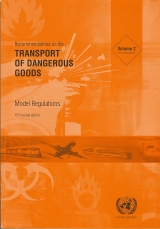 Recommendations on the
TRANSPORT
OF DANGEROUS
GOODS
Volume 2
Model Regulations